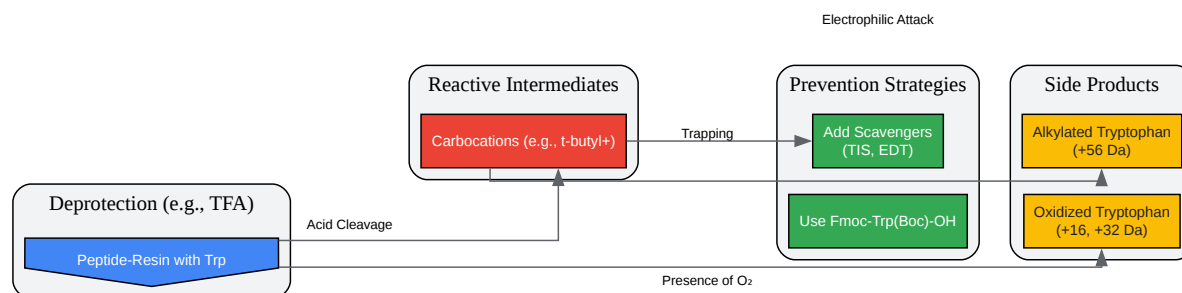 Electrophilic Attack
Reactive Intermediates
Prevention Strategies
Side Products
Carbocations (e.g., t-butyl+)
Trapping
Add Scavengers
(TIS, EDT)
Alkylated Tryptophan
(+56 Da)
Deprotection (e.g., TFA)
Acid Cleavage
Use Fmoc-Trp(Boc)-OH
Oxidized Tryptophan
(+16, +32 Da)
Peptide-Resin with Trp
Presence of O₂